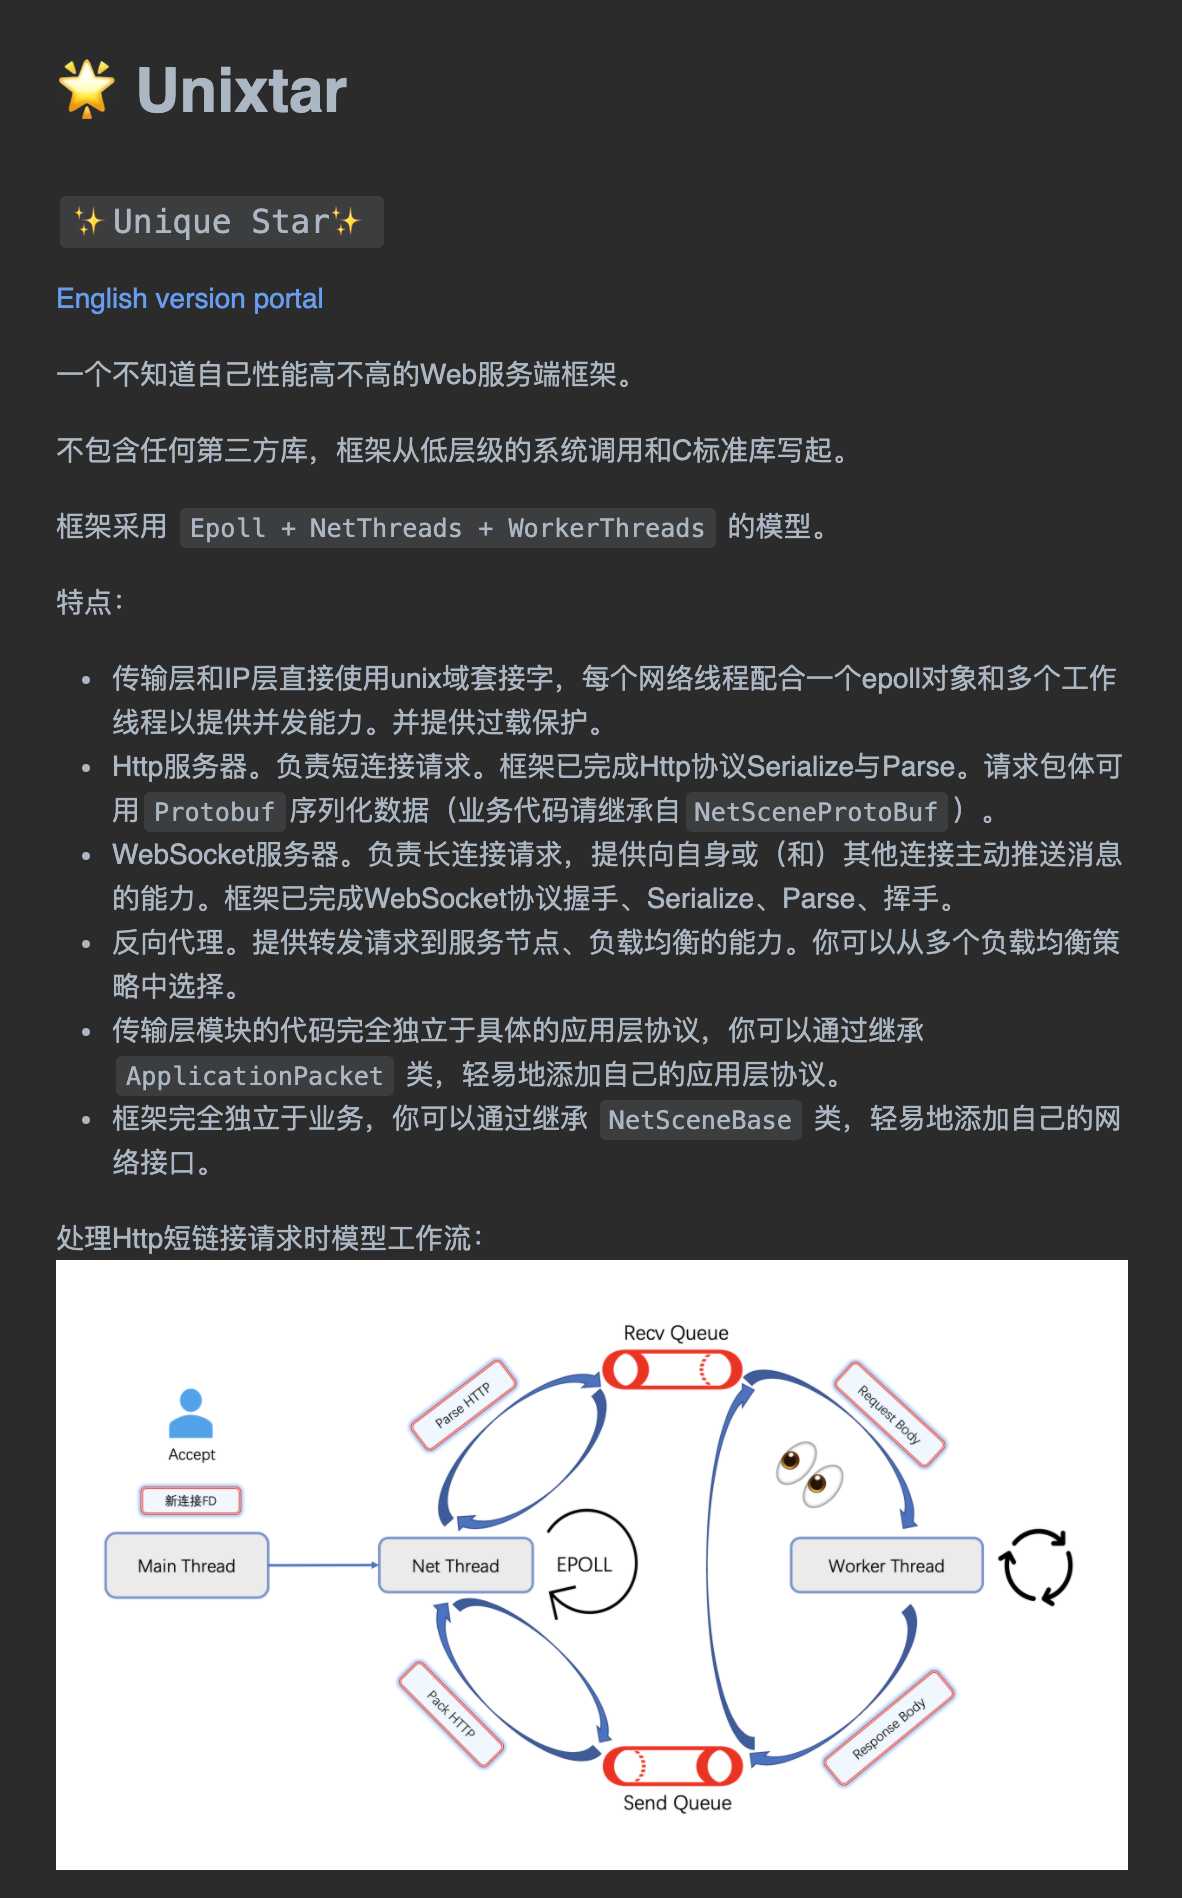 🌟 Unixtar
✨Unique Star✨
English version portal
一个不知道自己性能高不高的Web服务端框架。
不包含任何第三方库，框架从低层级的系统调用和C标准库写起。
框架采用 Epoll + NetThreads + WorkerThreads 的模型。
特点：
• 传输层和IP层直接使用unix域套接字，每个网络线程配合一个epoll对象和多个工作
线程以提供并发能力。并提供过载保护。
• Http服务器。负责短连接请求。框架已完成Http协议Serialize与Parse。请求包体可
用 Protobuf 序列化数据（业务代码请继承自 NetSceneProtoBuf ）。
• WebSocket服务器。负责长连接请求，提供向自身或（和）其他连接主动推送消息
的能力。框架已完成WebSocket协议握手、Serialize、Parse、挥手。
• 反向代理。提供转发请求到服务节点、负载均衡的能力。你可以从多个负载均衡策
略中选择。
• 传输层模块的代码完全独立于具体的应用层协议，你可以通过继承
ApplicationPacket 类，轻易地添加自己的应用层协议。
• 框架完全独立于业务，你可以通过继承 NetSceneBase 类，轻易地添加自己的网
络接口。
处理Http短链接请求时模型工作流：
Recv Queue
Parse HTTP
Request Body
Accept
新连接FD
Main Thread
Net Thread
EPOLL
Worker Thread
Pack HTTP
Response Body
Send Queue